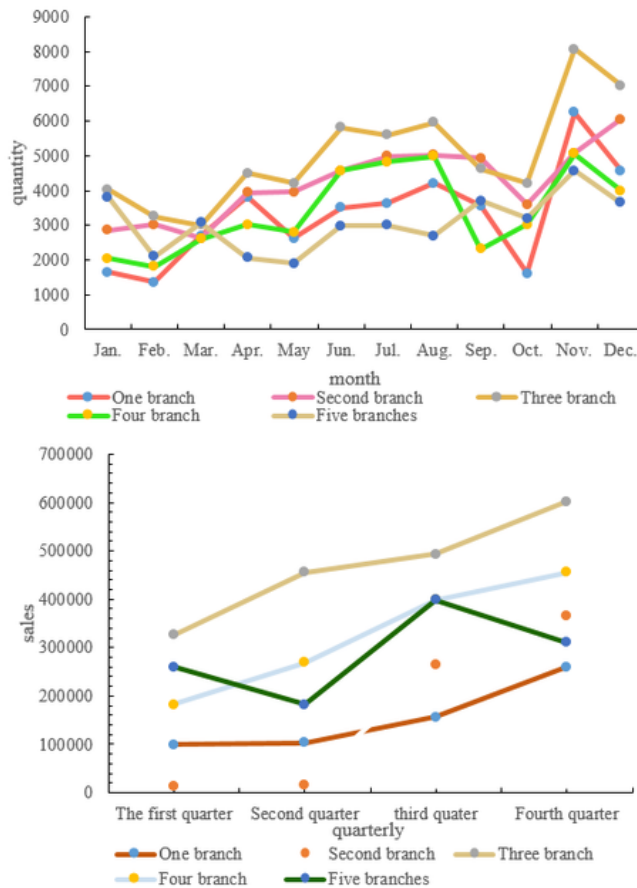 9000
8000
7000
6000
5000
4000
3000
2000
1000
0
quantity
Jan. Feb. Mar. Apr. May Jun. Jul. Aug. Sep. Oct. Nov. Dec.
month
One branch Second branch Three branch
Four branch Five branches
700000
600000
500000
400000
300000
200000
100000
0
sales
The first quarter Second quarter third quater Fourth quarter
quarterly
One branch Second branch Three branch
Four branch Five branches